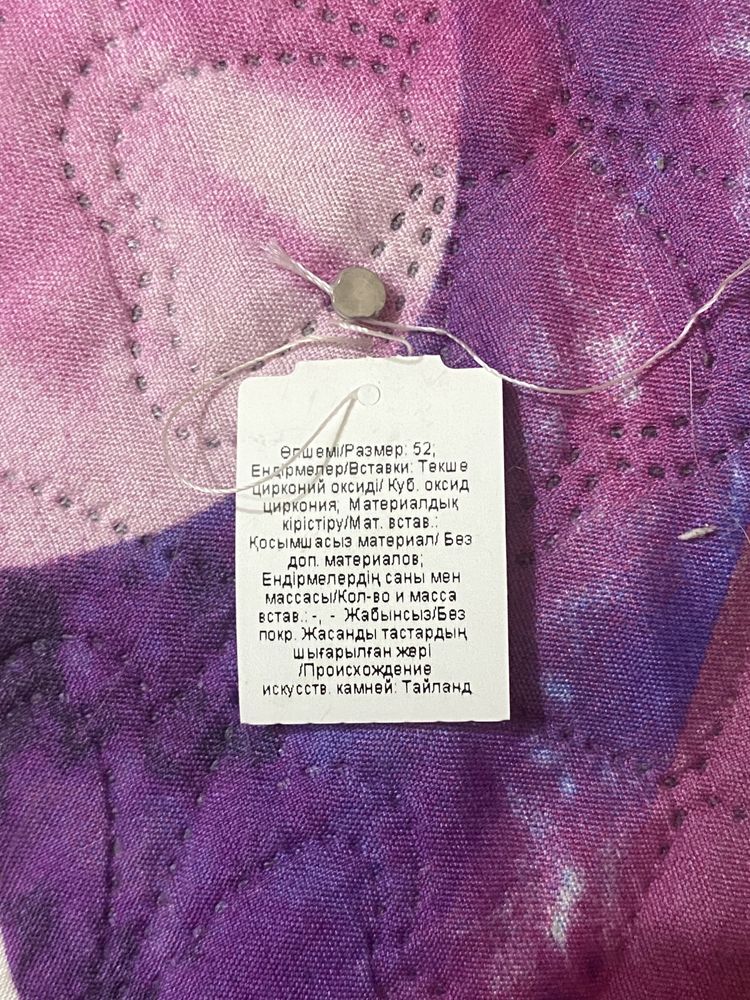 Өлшемі/Размер: 52;
Ендірмелер/Вставки: Текше
цирконий оксиді/ Куб. оксид
циркония; Материалдық
кірістіру/Мат. встав.:
Қосымшасыз материал/ Без
доп. материалов;
Ендірмелердің саны мен
массасы/Кол-во и масса
встав.: -, - Жабынсыз/Без
покр. Жасанды тастардың
шығарылған жері
/Происхождение
искусств. камней: Тайланд